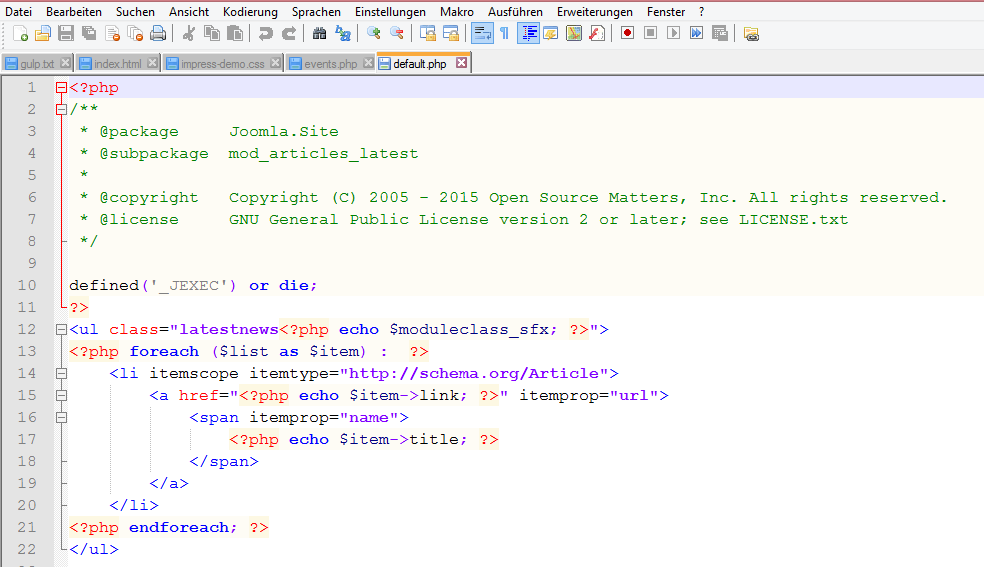 Datei Bearbeiten Suchen Ansicht Kodierung Sprachen Einstellungen Makro Ausführen Erweiterungen Fenster ?
gulp.txt index.html impress-demo.css events.php default.php
1 <?php
2 /**
3  * @package     Joomla.Site
4  * @subpackage  mod_articles_latest
5  *
6  * @copyright   Copyright (C) 2005 - 2015 Open Source Matters, Inc. All rights reserved.
7  * @license     GNU General Public License version 2 or later; see LICENSE.txt
8  */
9
10 defined('_JEXEC') or die;
11 ?>
12 <ul class="latestnews<?php echo $moduleclass_sfx; ?>">
13 <?php foreach ($list as $item) :  ?>
14     <li itemscope itemtype="http://schema.org/Article">
15         <a href="<?php echo $item->link; ?>" itemprop="url">
16             <span itemprop="name">
17                 <?php echo $item->title; ?>
18             </span>
19         </a>
20     </li>
21 <?php endforeach; ?>
22 </ul>